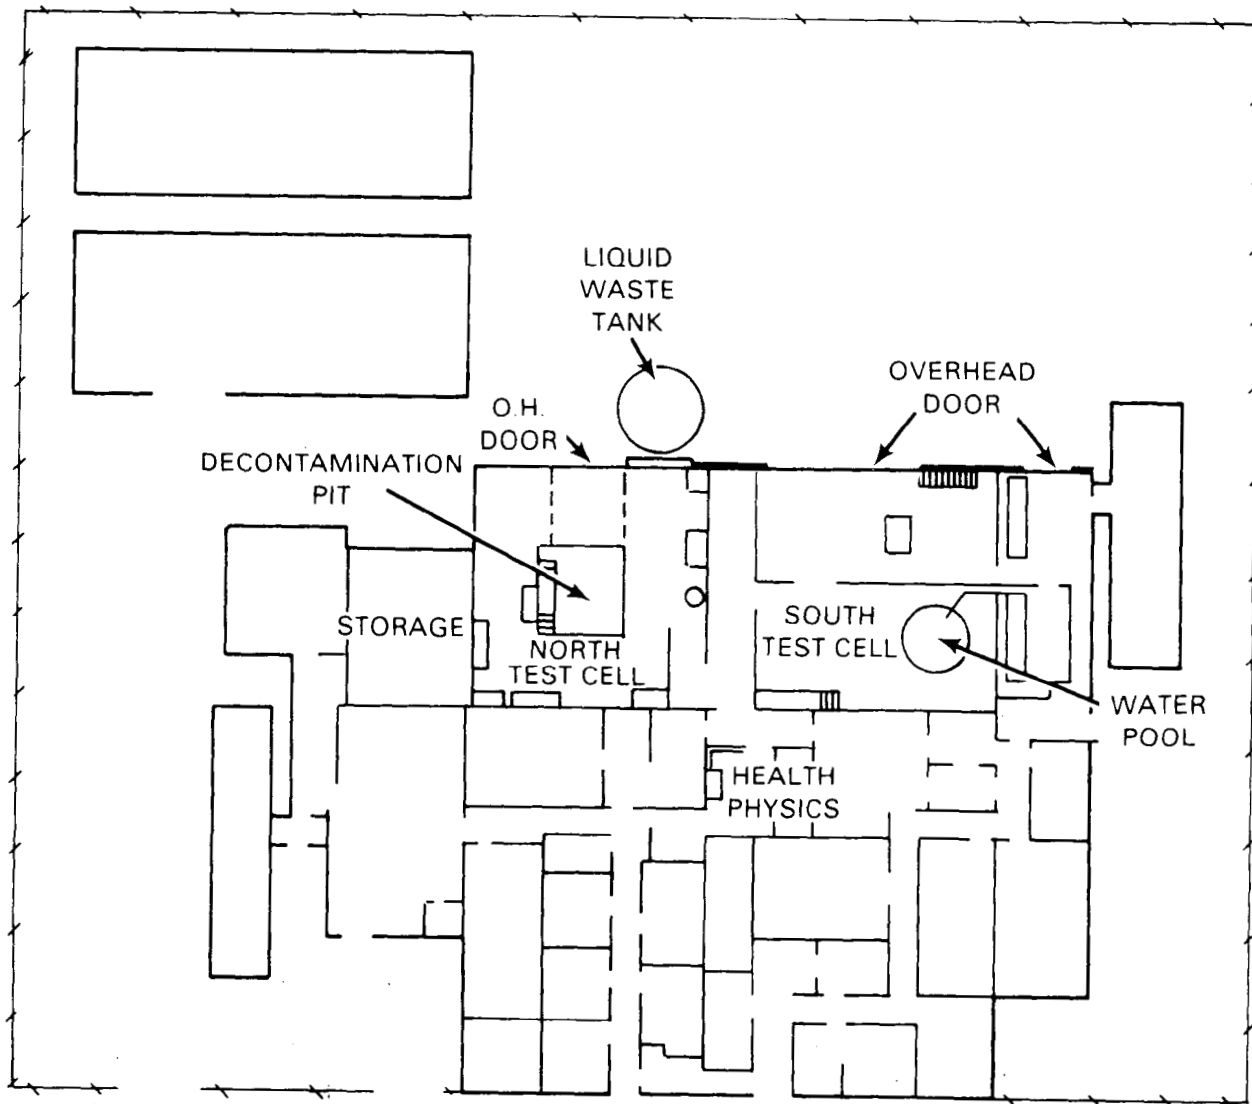 LIQUID
WASTE
TANK
OVERHEAD
DOOR
O.H.
DOOR
DECONTAMINATION
PIT
STORAGE
NORTH
TEST CELL
SOUTH
TEST CELL
WATER
POOL
HEALTH
PHYSICS